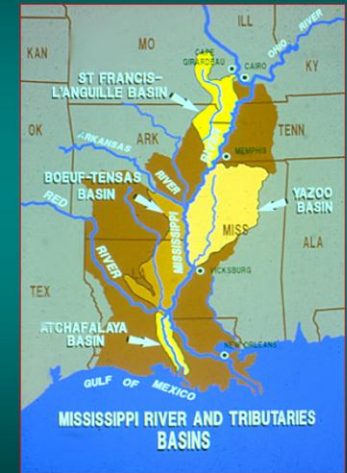 ILL
MO
CAPE
GIRARDEAU
OHIO RIVER
KAN
CAIRO
KY
ST FRANCIS-
L'ANGUILLE BASIN
OK
ARK
TENN
ARKANSAS
RIVER
MEMPHIS
BOEUF-TENSAS
BASIN
RIVER
YAZOO
BASIN
RED
MISS
MISSISSIPPI
ALA
RIVER
VICKSBURG
TEX
ATCHAFALAYA
BASIN
NEW ORLEANS
GULF OF MEXICO
MISSISSIPPI RIVER AND TRIBUTARIES
BASINS